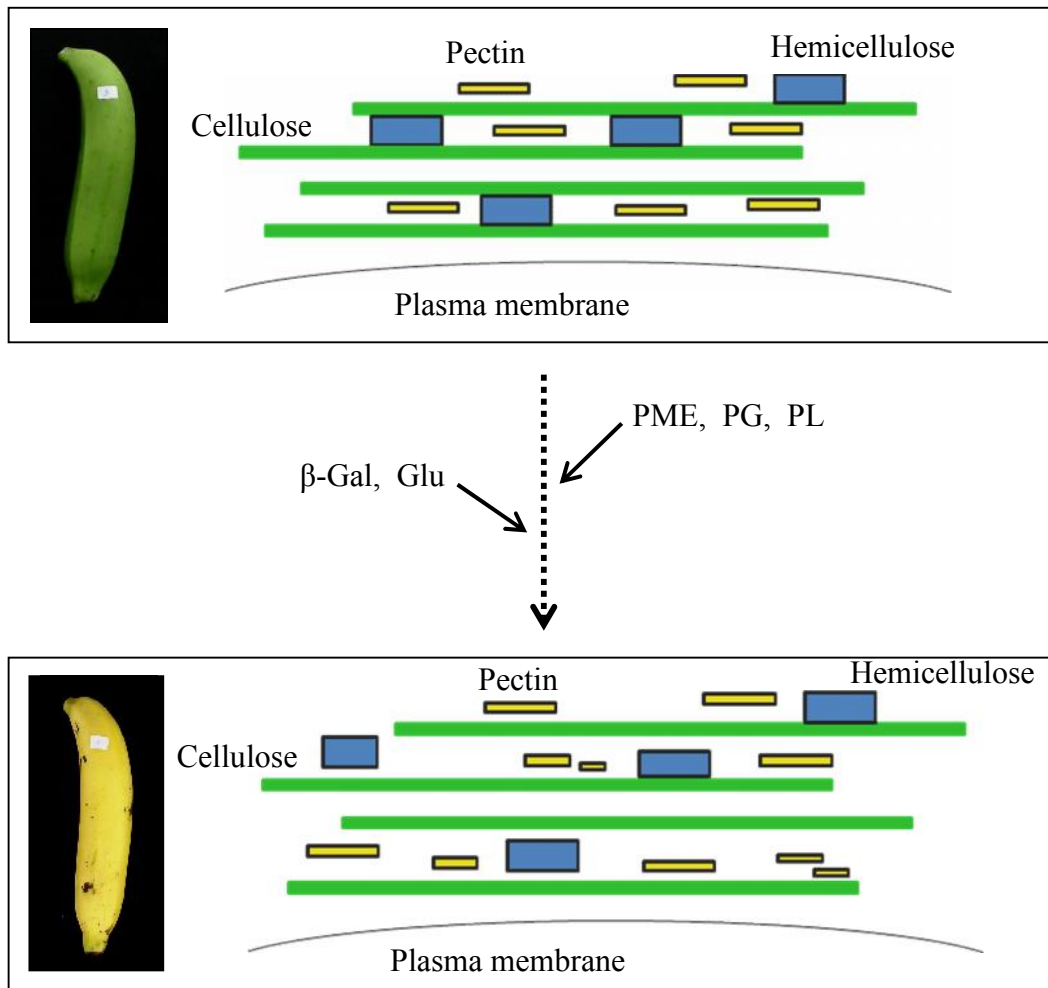 Pectin
Hemicellulose
Cellulose
Plasma membrane
PME, PG, PL
β-Gal, Glu
Pectin
Hemicellulose
Cellulose
Plasma membrane